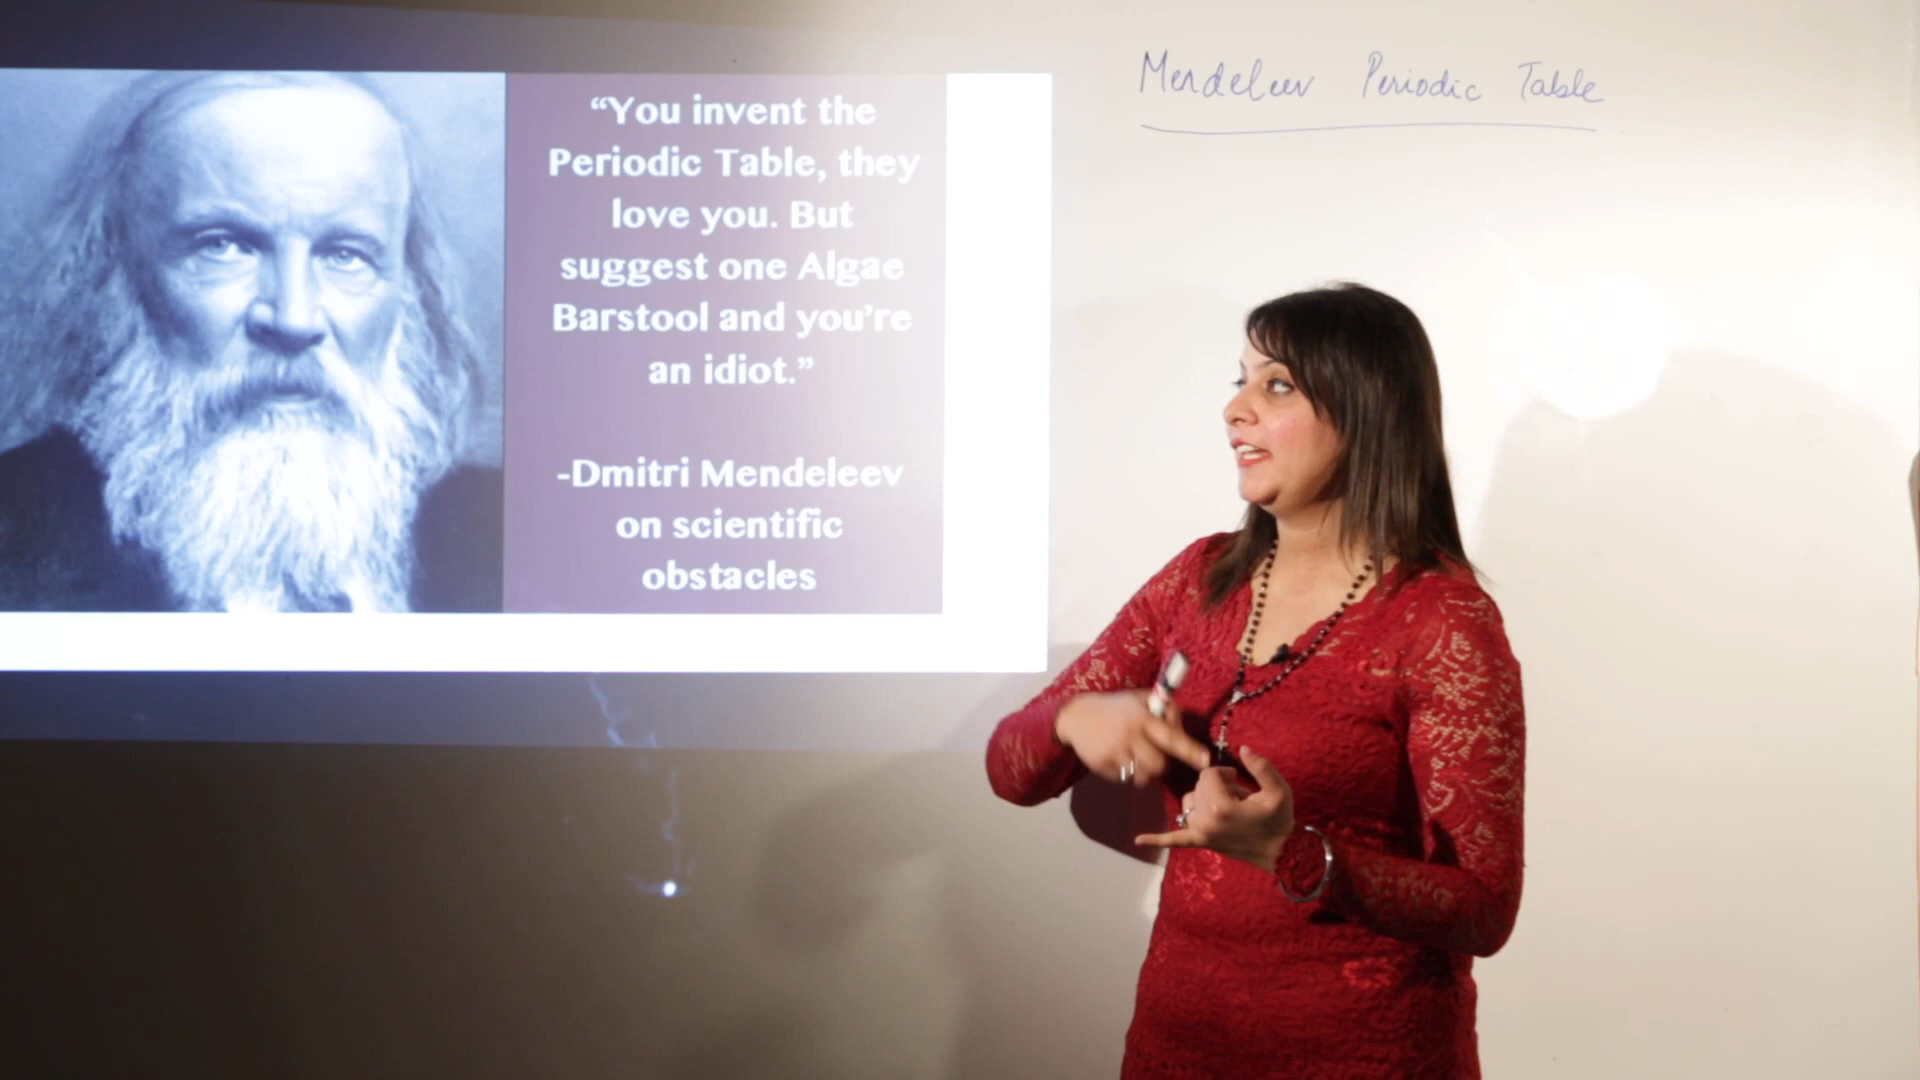 “You invent the
Periodic Table, they
love you. But
suggest one Algae
Barstool and you’re
an idiot.”
-Dmitri Mendeleev
on scientific
obstacles
Mendeleev Periodic Table